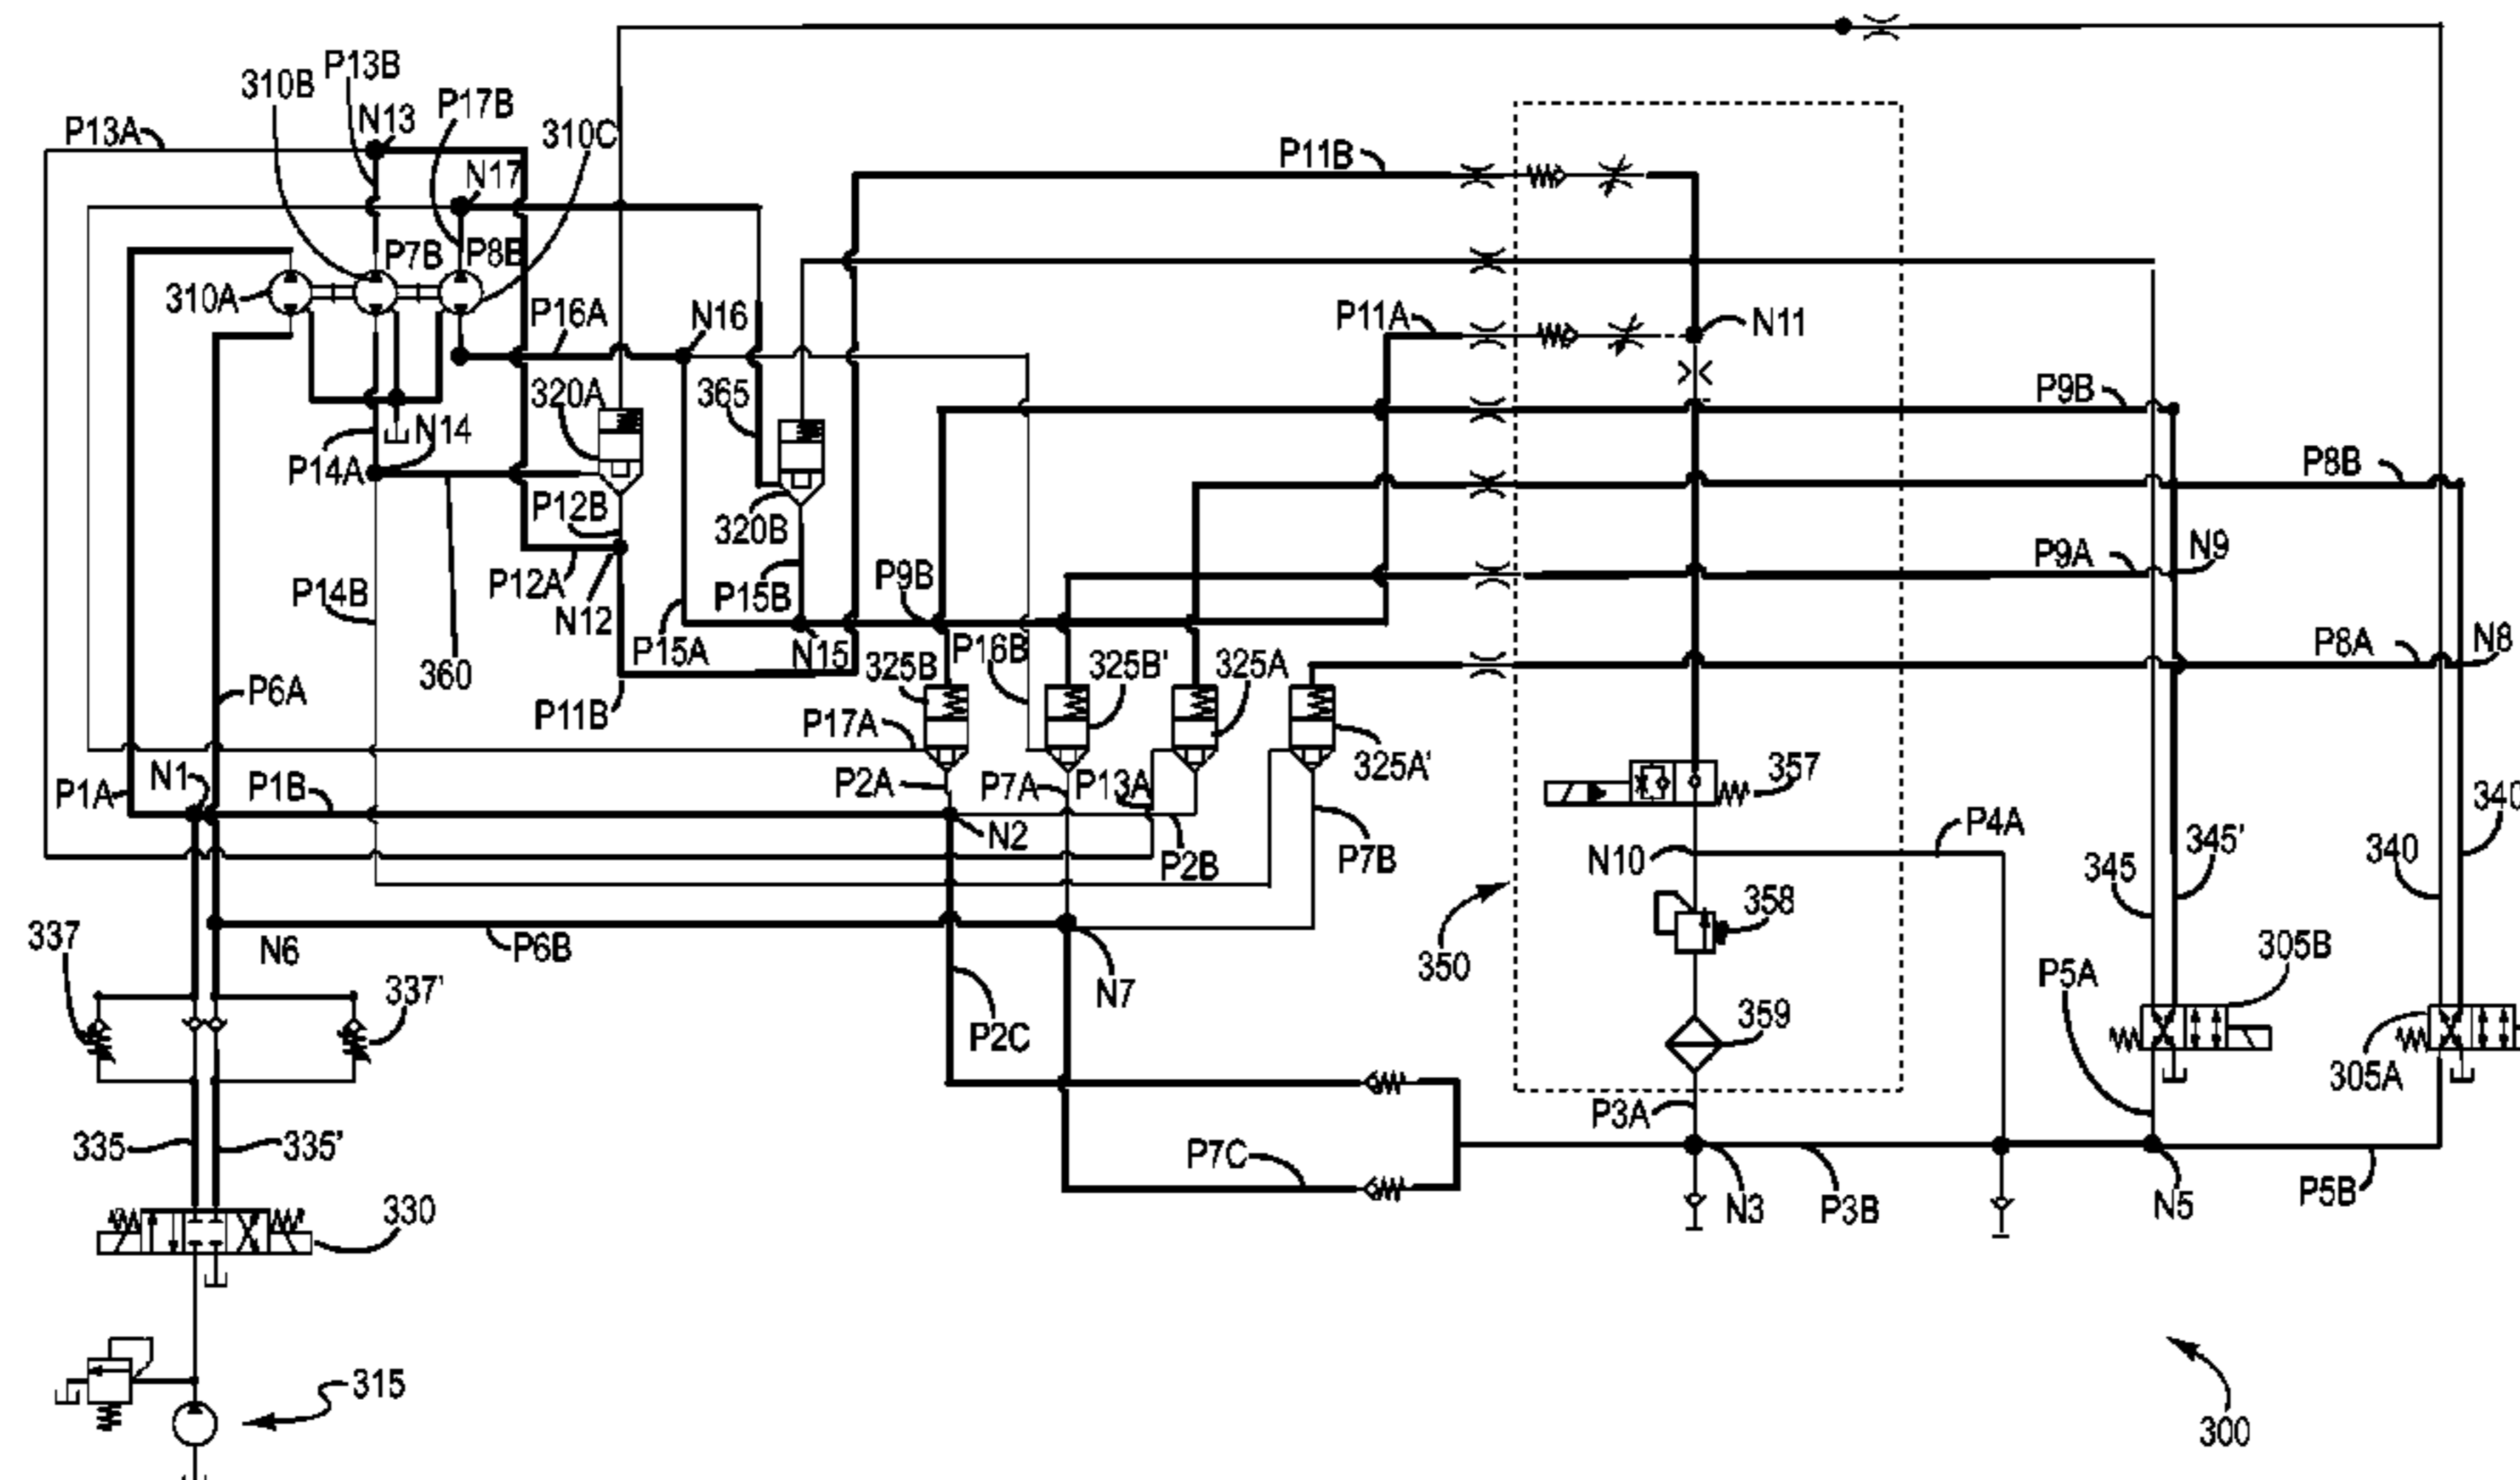 P13B
310B
P17B
N13
310C
P13A
P11B
N17
P7B
P8B
310A
P16A
N16
P11A
N11
320A
365
P9B
N14
P14A
P8B
P12B
320B
P9A
N9
P14B
P12A
P15B
P9B
N12
P15A
N15
P16B
P8A
N8
360
325B
325B'
325A
P6A
P11B
P17A
325A'
357
N1
P1A
P1B
P2A
P7A
P13A
340
N2
P4A
P2B
P7B
N10
345
345'
340
358
337
N6
P6B
350
305B
337'
N7
P5A
P2C
359
305A
P3A
335
335'
P7C
N3
P3B
N5
P5B
330
315
300